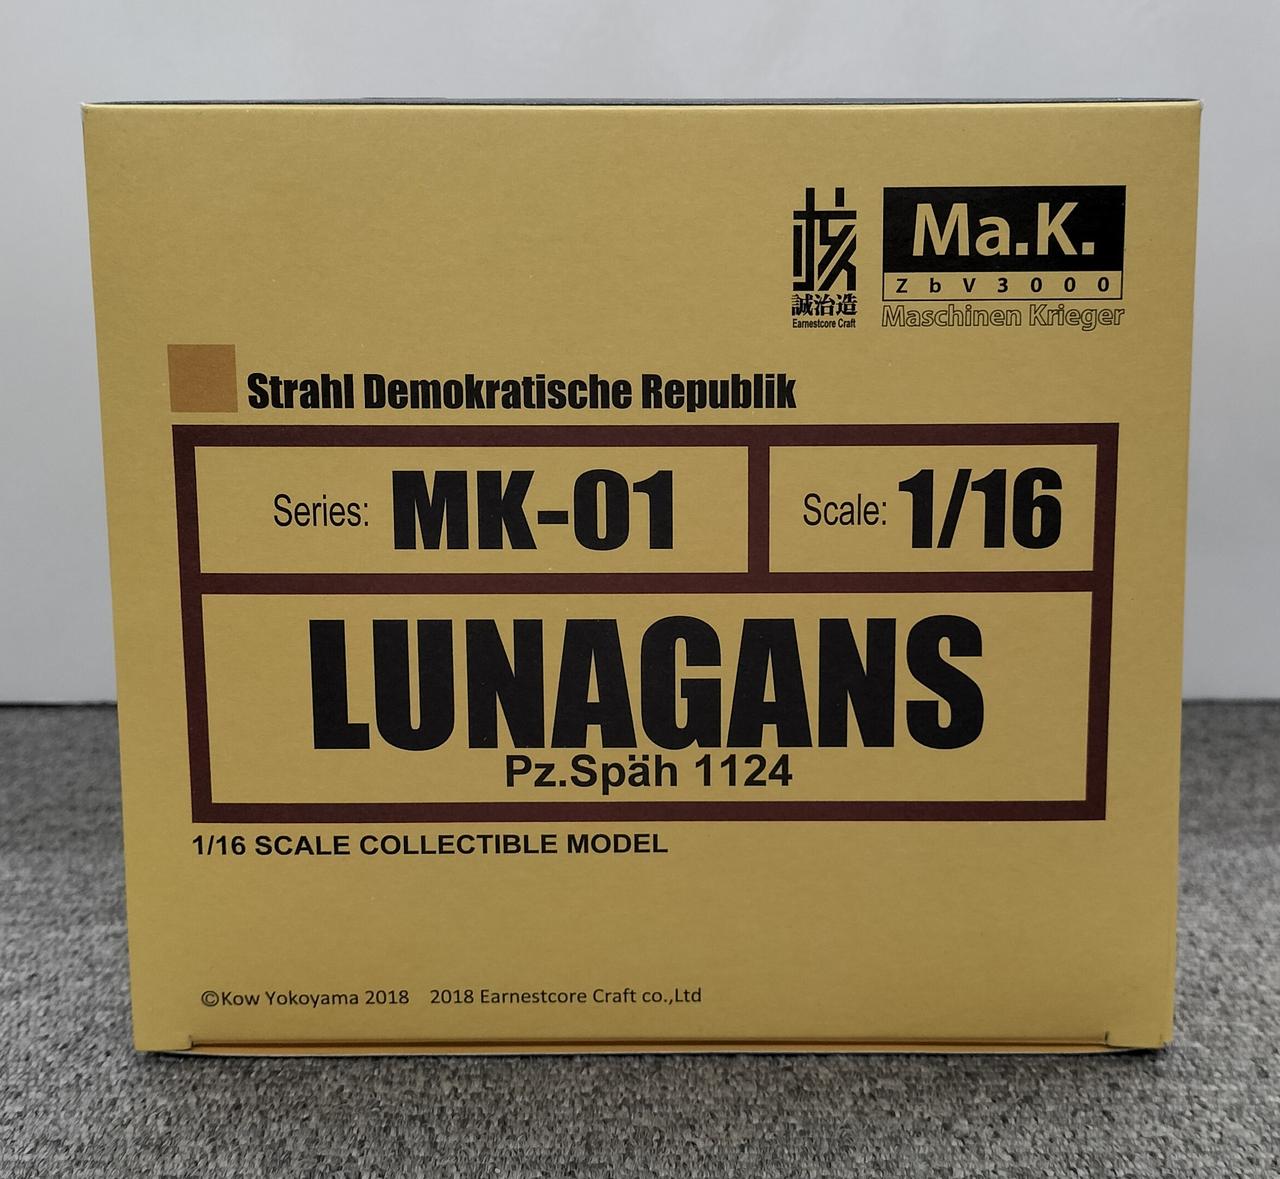 核
誠治造
Earnestcore Craft
Ma.K.
ZbV3000
Maschinen Krieger
Strahl Demokratische Republik
Series: MK-01
Scale: 1/16
LUNAGANS
Pz.Späh 1124
1/16 SCALE COLLECTIBLE MODEL
©Kow Yokoyama 2018 2018 Earnestcore Craft co.,Ltd